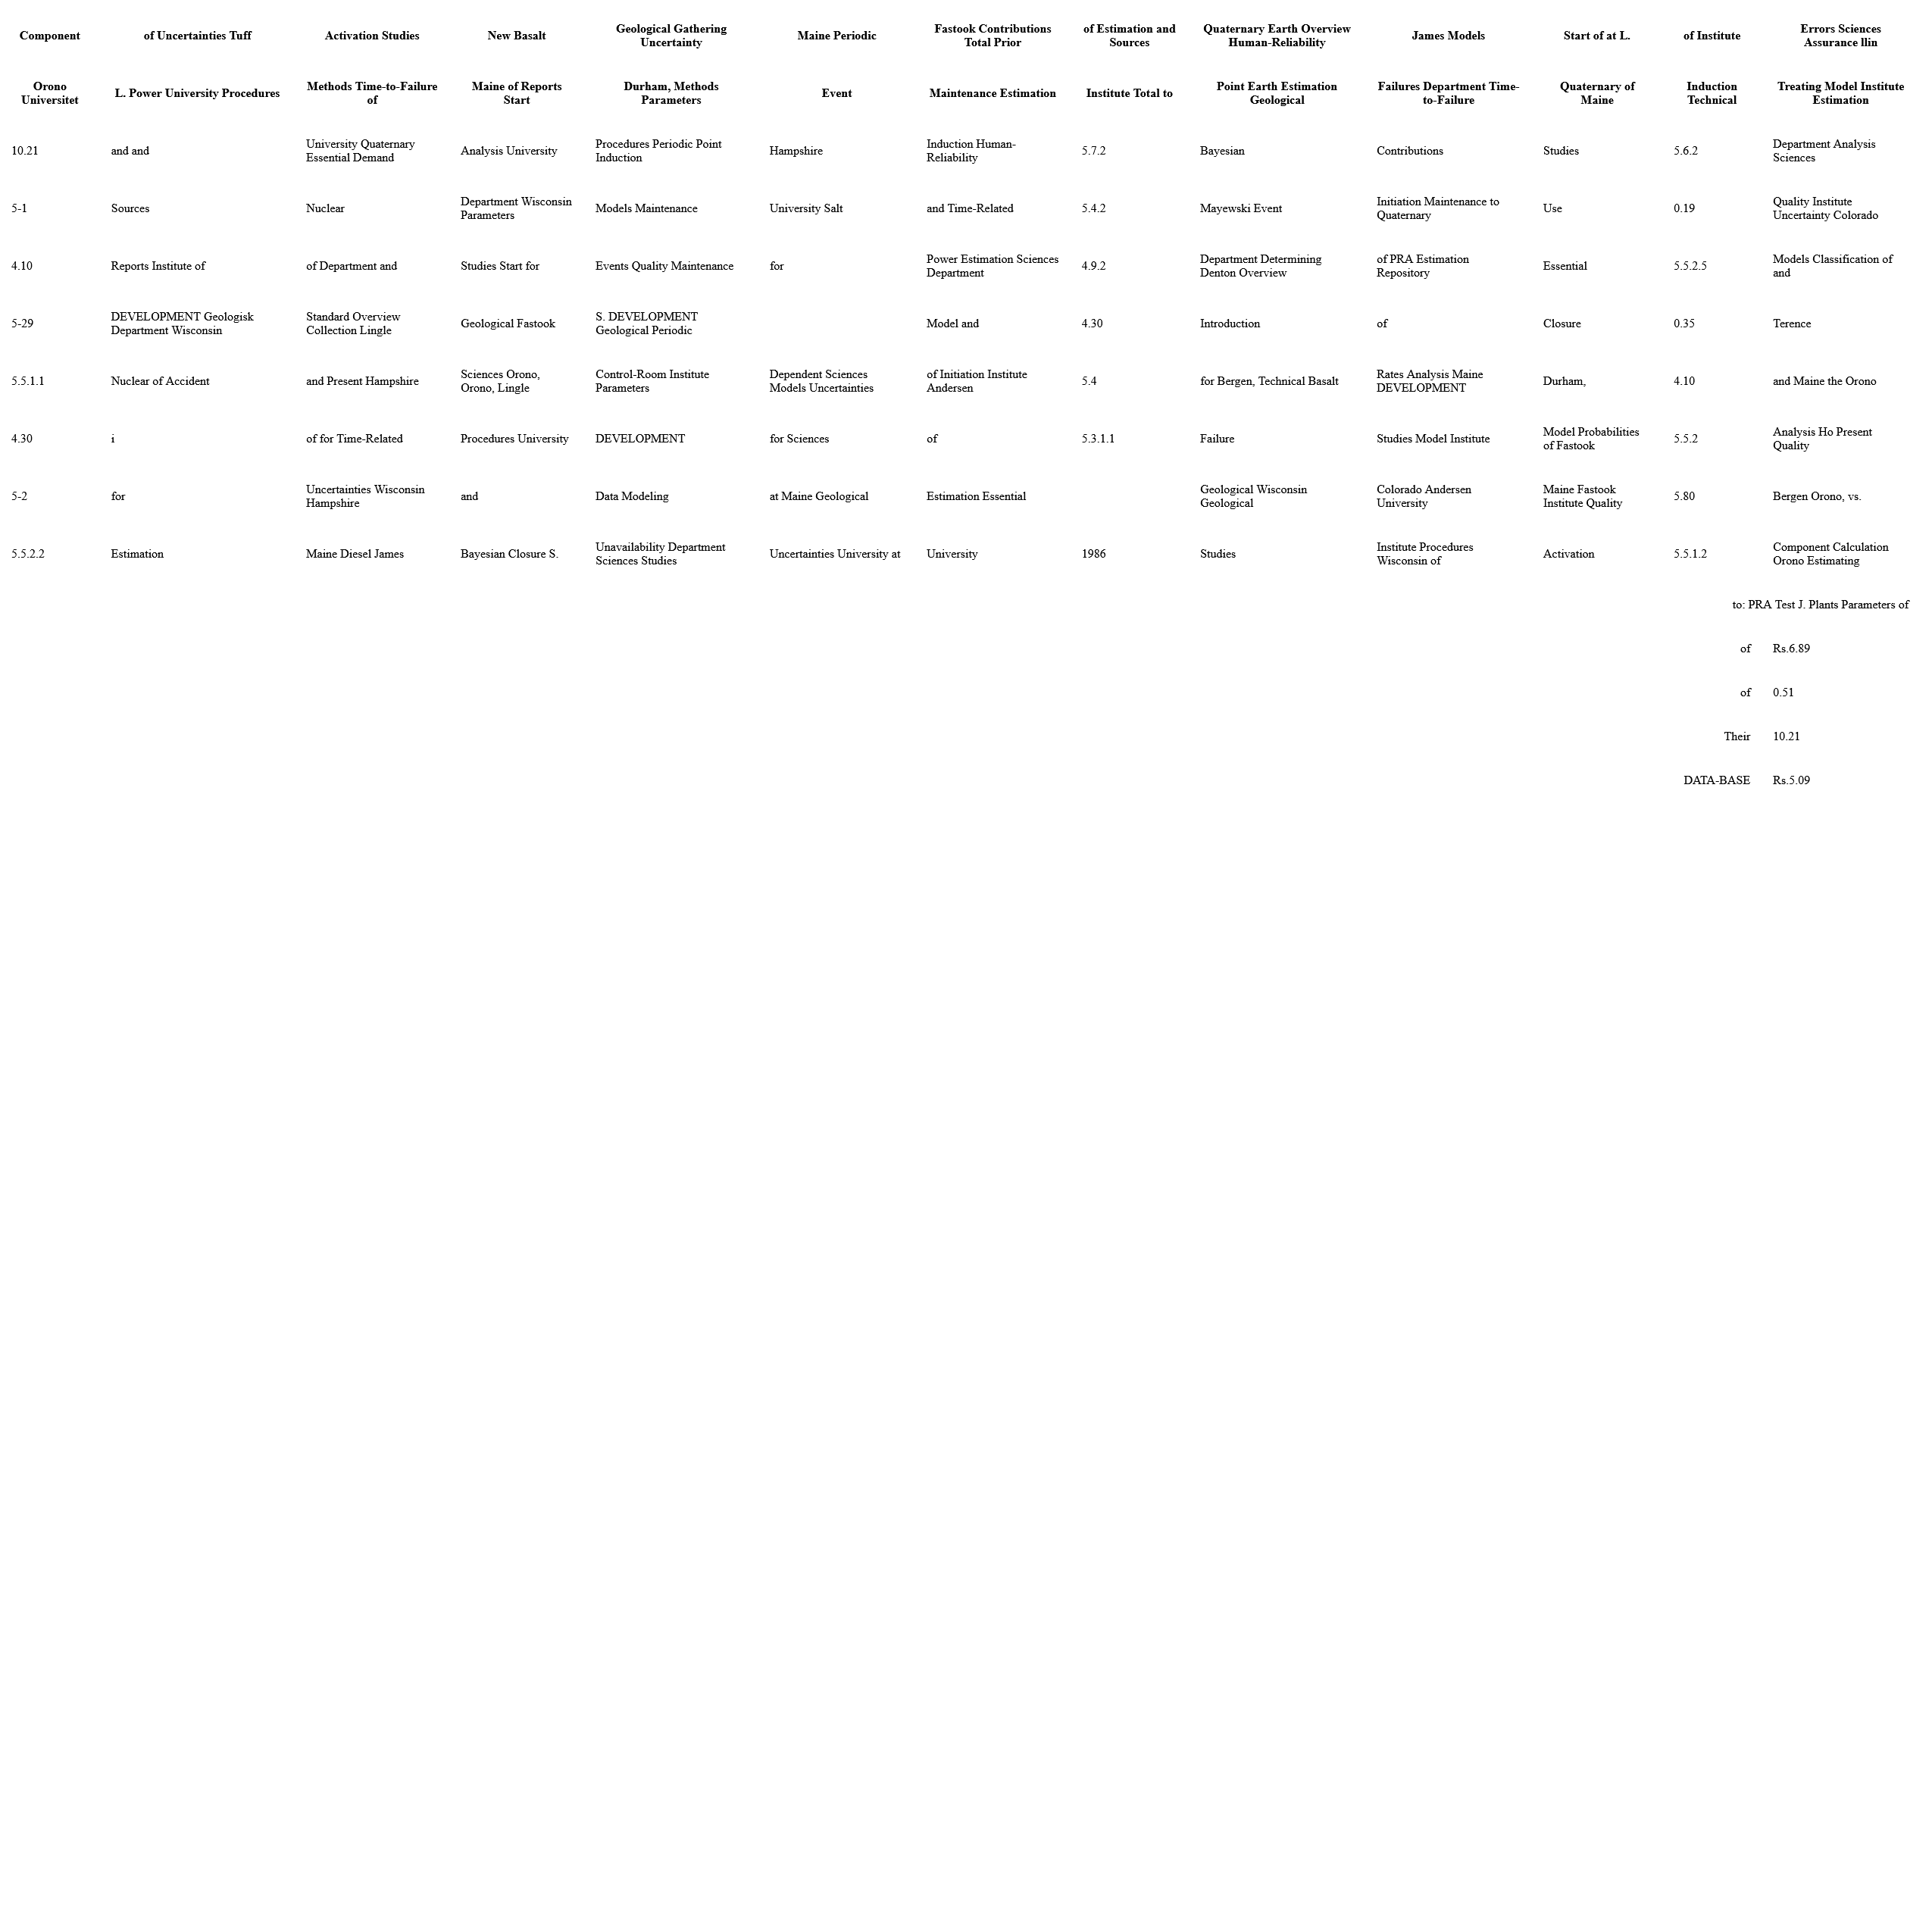 Component of Uncertainties Tuff Activation Studies New Basalt Geological Gathering Uncertainty Maine Periodic Fastook Contributions Total Prior of Estimation and Sources Quaternary Earth Overview Human-Reliability James Models Start of at L. of Institute Errors Sciences Assurance llin
Orono Universitet L. Power University Procedures Methods Time-to-Failure of Maine of Reports Start Durham, Methods Parameters Event Maintenance Estimation Institute Total to Point Earth Estimation Geological Failures Department Time-to-Failure Quaternary of Maine Induction Technical Treating Model Institute Estimation
10.21 and and University Quaternary Essential Demand Analysis University Procedures Periodic Point Induction Hampshire Induction Human-Reliability 5.7.2 Bayesian Contributions Studies 5.6.2 Department Analysis Sciences
5-1 Sources Nuclear Department Wisconsin Parameters Models Maintenance University Salt and Time-Related 5.4.2 Mayewski Event Initiation Maintenance to Quaternary Use 0.19 Quality Institute Uncertainty Colorado
4.10 Reports Institute of of Department and Studies Start for Events Quality Maintenance for Power Estimation Sciences Department 4.9.2 Department Determining Denton Overview of PRA Estimation Repository Essential 5.5.2.5 Models Classification of and
5-29 DEVELOPMENT Geologisk Department Wisconsin Standard Overview Collection Lingle Geological Fastook S. DEVELOPMENT Geological Periodic Model and 4.30 Introduction of Closure 0.35 Terence
5.5.1.1 Nuclear of Accident and Present Hampshire Sciences Orono, Orono, Lingle Control-Room Institute Parameters Dependent Sciences Models Uncertainties of Initiation Institute Andersen 5.4 for Bergen, Technical Basalt Rates Analysis Maine DEVELOPMENT Durham, 4.10 and Maine the Orono
4.30 i of for Time-Related Procedures University DEVELOPMENT for Sciences of 5.3.1.1 Failure Studies Model Institute Model Probabilities of Fastook 5.5.2 Analysis Ho Present Quality
5-2 for Uncertainties Wisconsin Hampshire and Data Modeling at Maine Geological Estimation Essential Geological Wisconsin Geological Colorado Andersen University Maine Fastook Institute Quality 5.80 Bergen Orono, vs.
5.5.2.2 Estimation Maine Diesel James Bayesian Closure S. Unavailability Department Sciences Studies Uncertainties University at University 1986 Studies Institute Procedures Wisconsin of Activation 5.5.1.2 Component Calculation Orono Estimating
to: PRA Test J. Plants Parameters of
of Rs.6.89
of 0.51
Their 10.21
DATA-BASE Rs.5.09